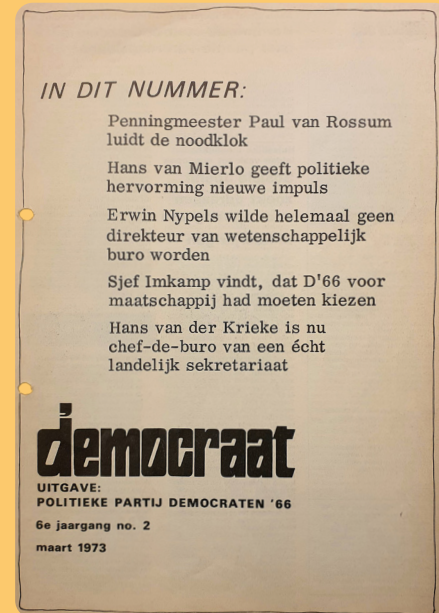 IN DIT NUMMER:
Penningmeester Paul van Rossum
luidt de noodklok
Hans van Mierlo geeft politieke
hervorming nieuwe impuls
Erwin Nypels wilde helemaal geen
direkteur van wetenschappelijk
buro worden
Sjef Imkamp vindt, dat D'66 voor
maatschappij had moeten kiezen
Hans van der Krieke is nu
chef-de-buro van een écht
landelijk sekretariaat
d'emocraat
UITGAVE:
POLITIEKE PARTIJ DEMOCRATEN '66
6e jaargang no. 2
maart 1973